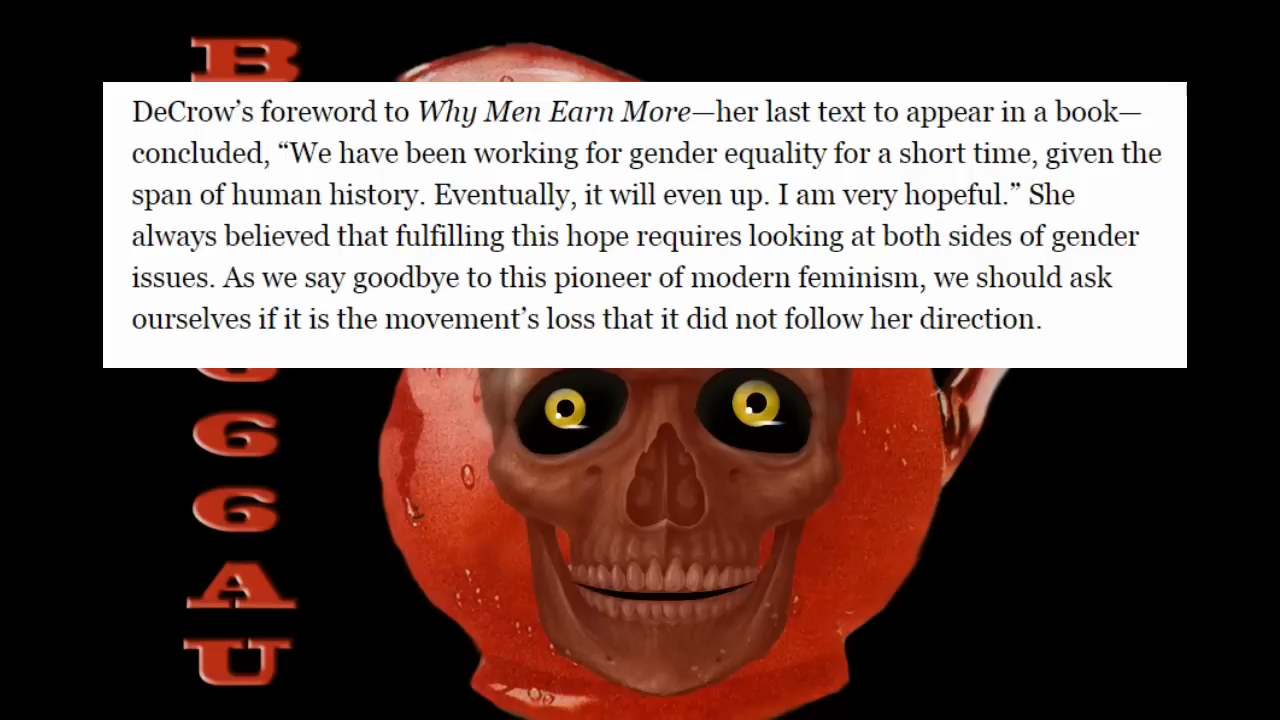 B
DeCrow’s foreword to Why Men Earn More—her last text to appear in a book—
concluded, “We have been working for gender equality for a short time, given the
span of human history. Eventually, it will even up. I am very hopeful.” She
always believed that fulfilling this hope requires looking at both sides of gender
issues. As we say goodbye to this pioneer of modern feminism, we should ask
ourselves if it is the movement’s loss that it did not follow her direction.
6
6
A
U